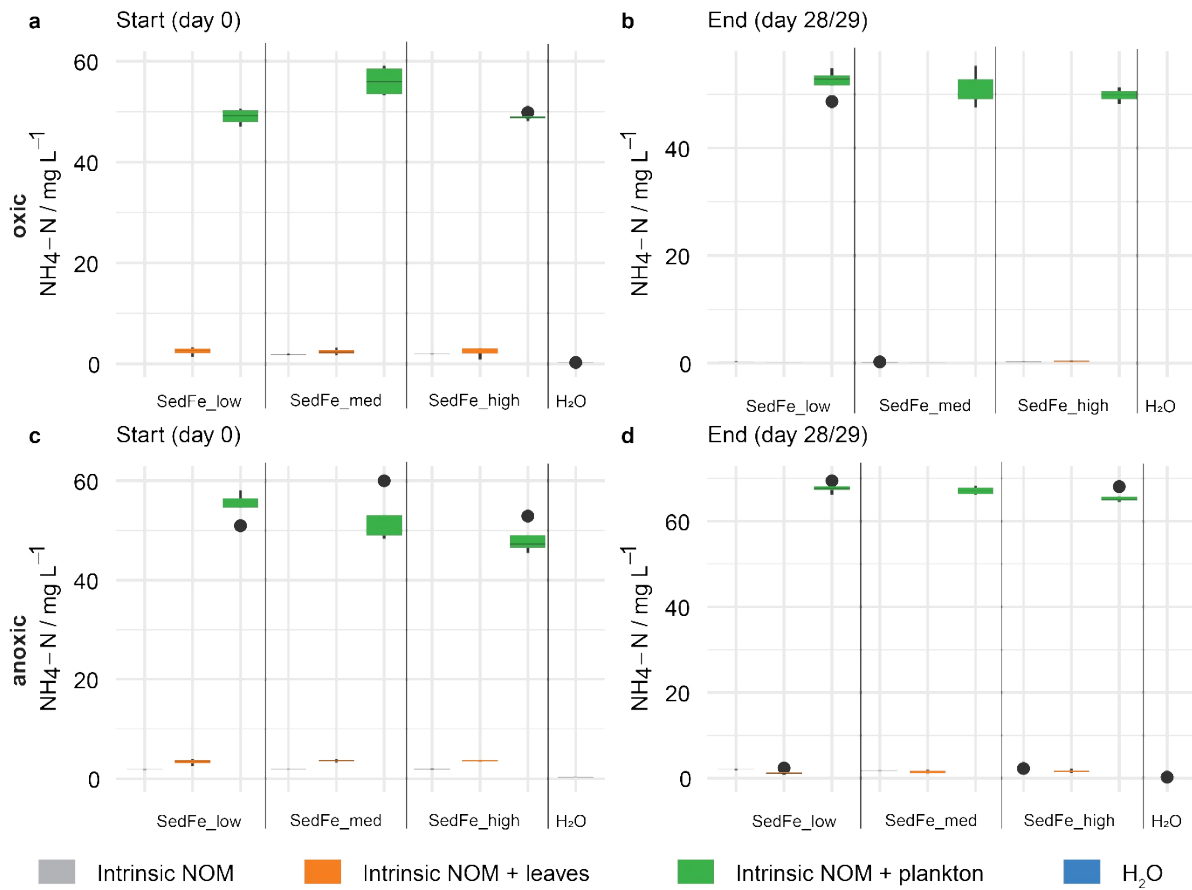 a Start (day 0)
b End (day 28/29)
oxic
NH4−N / mg L−1
60
40
20
0
NH4−N / mg L−1
40
20
0
SedFe_low SedFe_med SedFe_high H₂O
SedFe_low SedFe_med SedFe_high H₂O
c Start (day 0)
d End (day 28/29)
anoxic
NH4−N / mg L−1
60
40
20
0
NH4−N / mg L−1
60
40
20
0
SedFe_low SedFe_med SedFe_high H₂O
SedFe_low SedFe_med SedFe_high H₂O
Intrinsic NOM Intrinsic NOM + leaves Intrinsic NOM + plankton H₂O